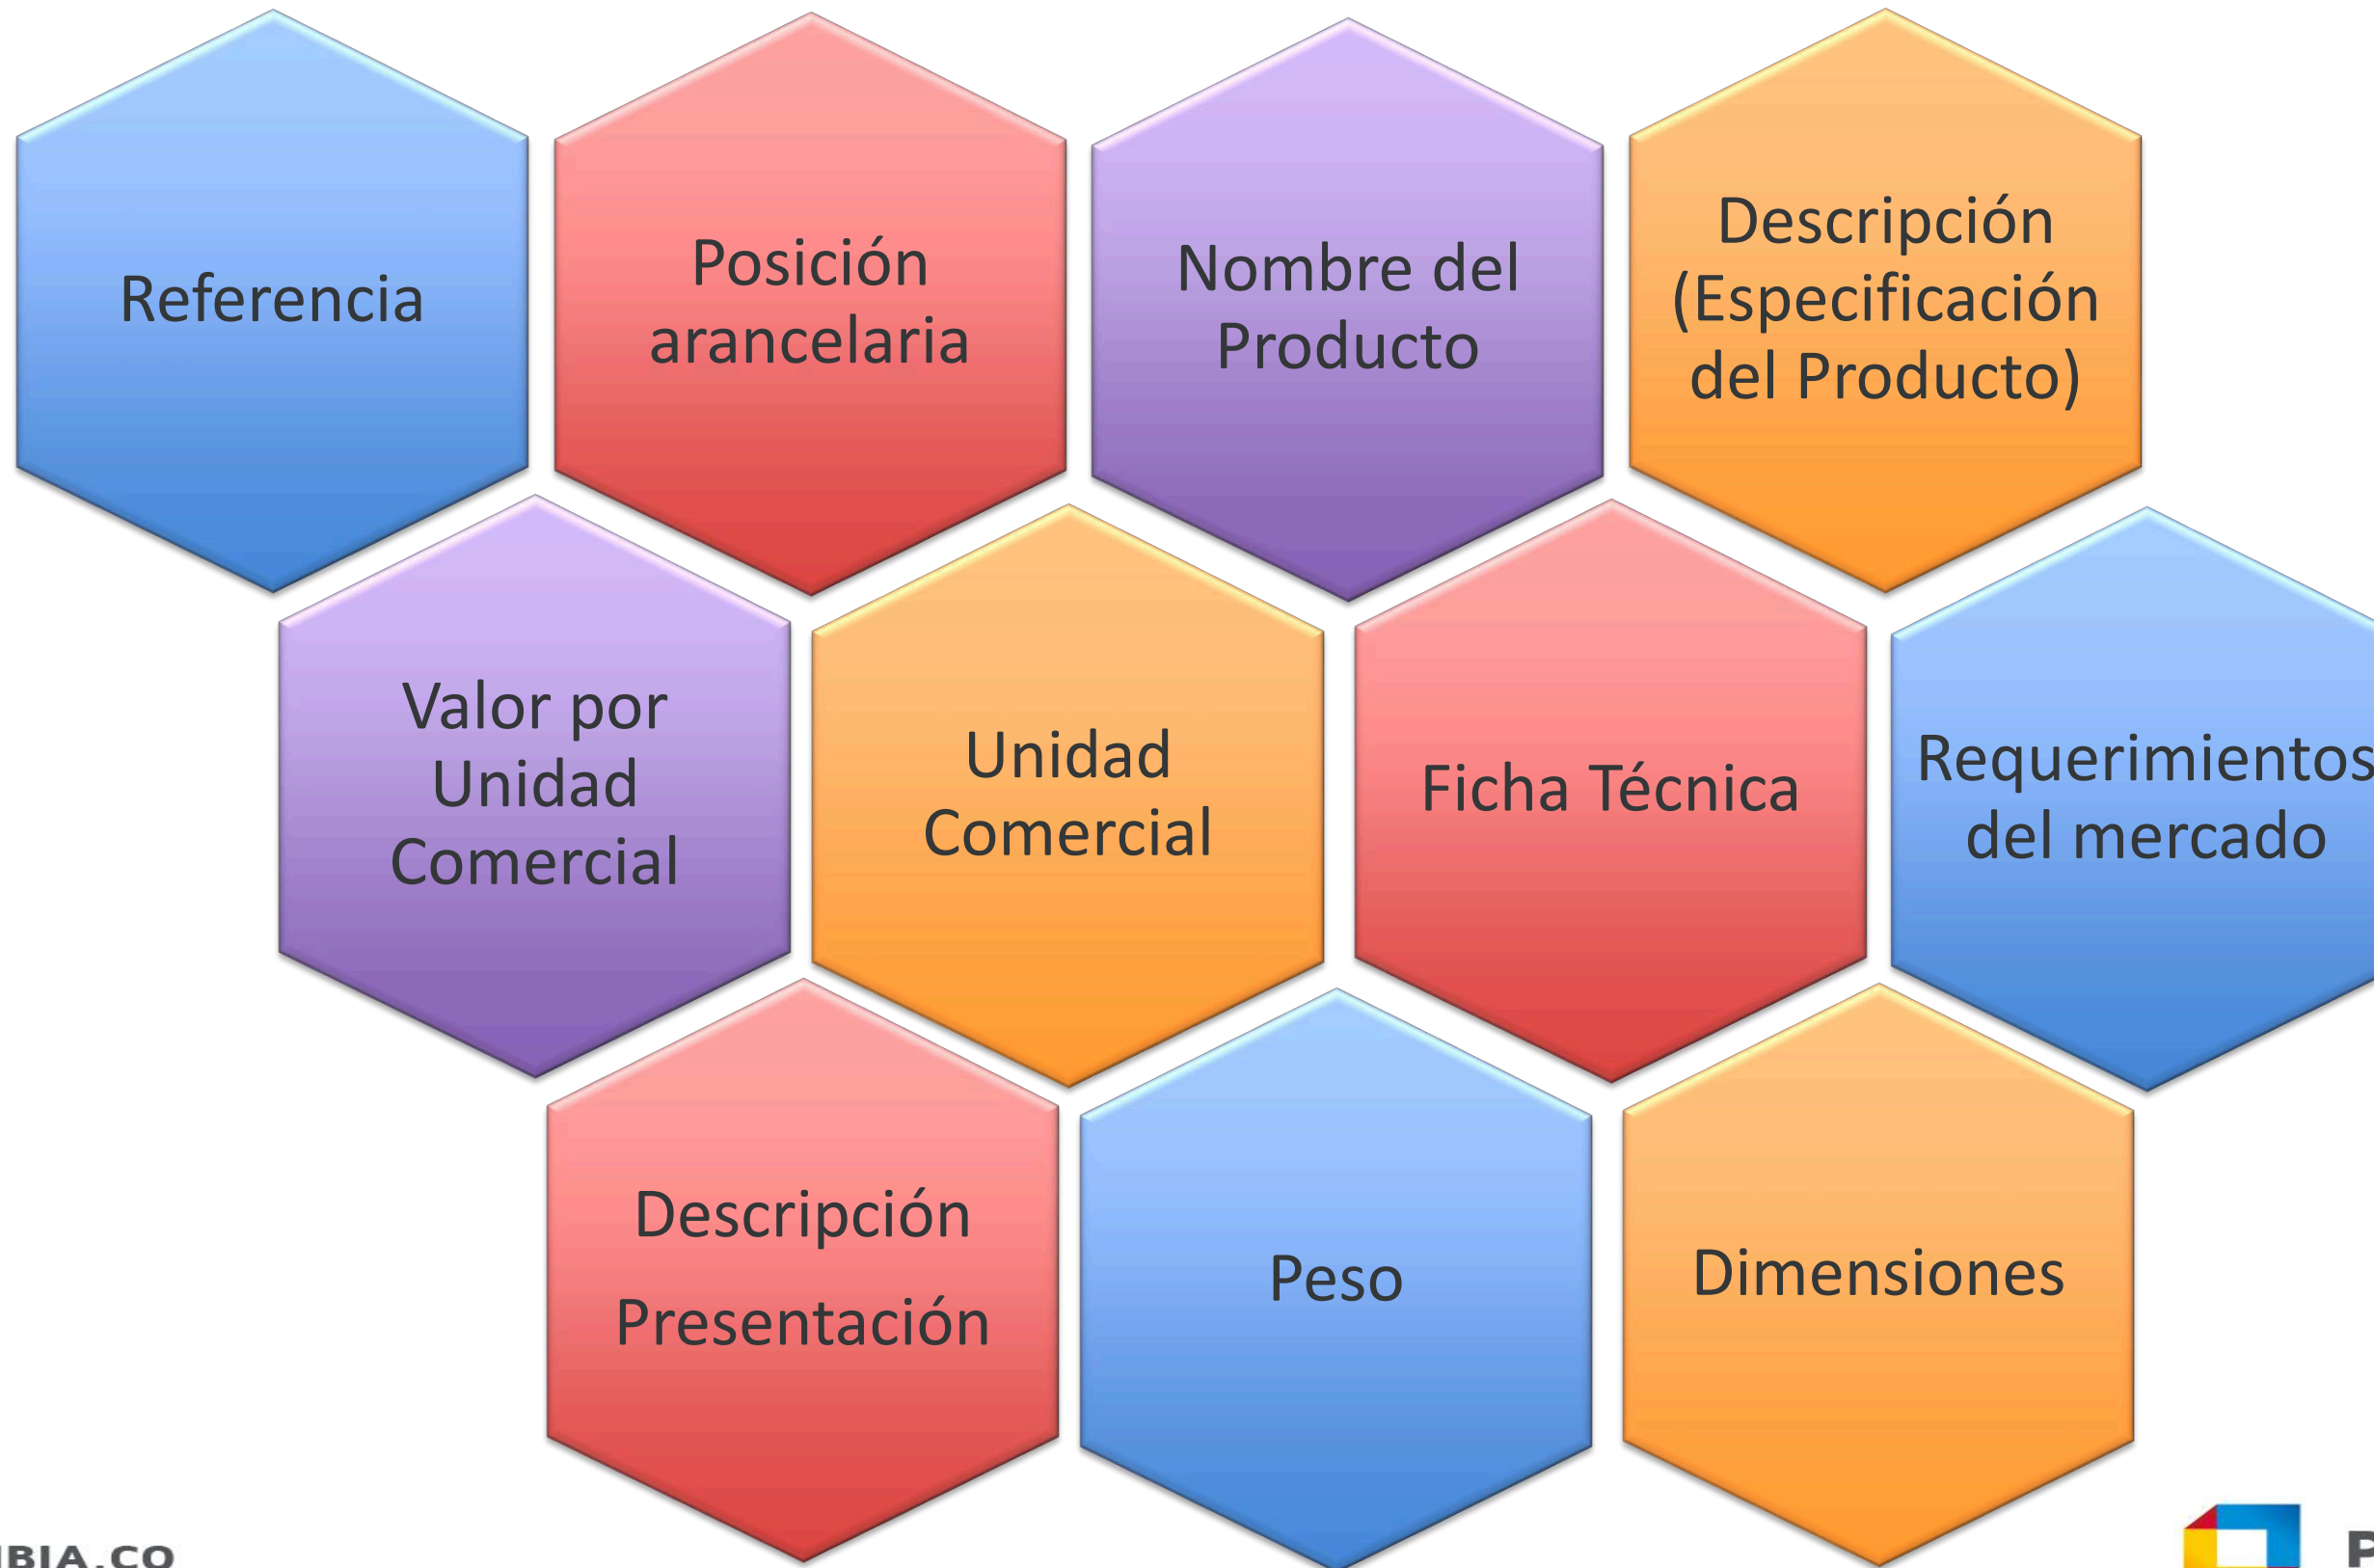 Referencia
Posición
arancelaria
Nombre del
Producto
Descripción
(Especificación
del Producto)
Valor por
Unidad
Comercial
Unidad
Comercial
Ficha Técnica
Requerimientos
del mercado
Descripción
Presentación
Peso
Dimensiones
MBIA.CO
P